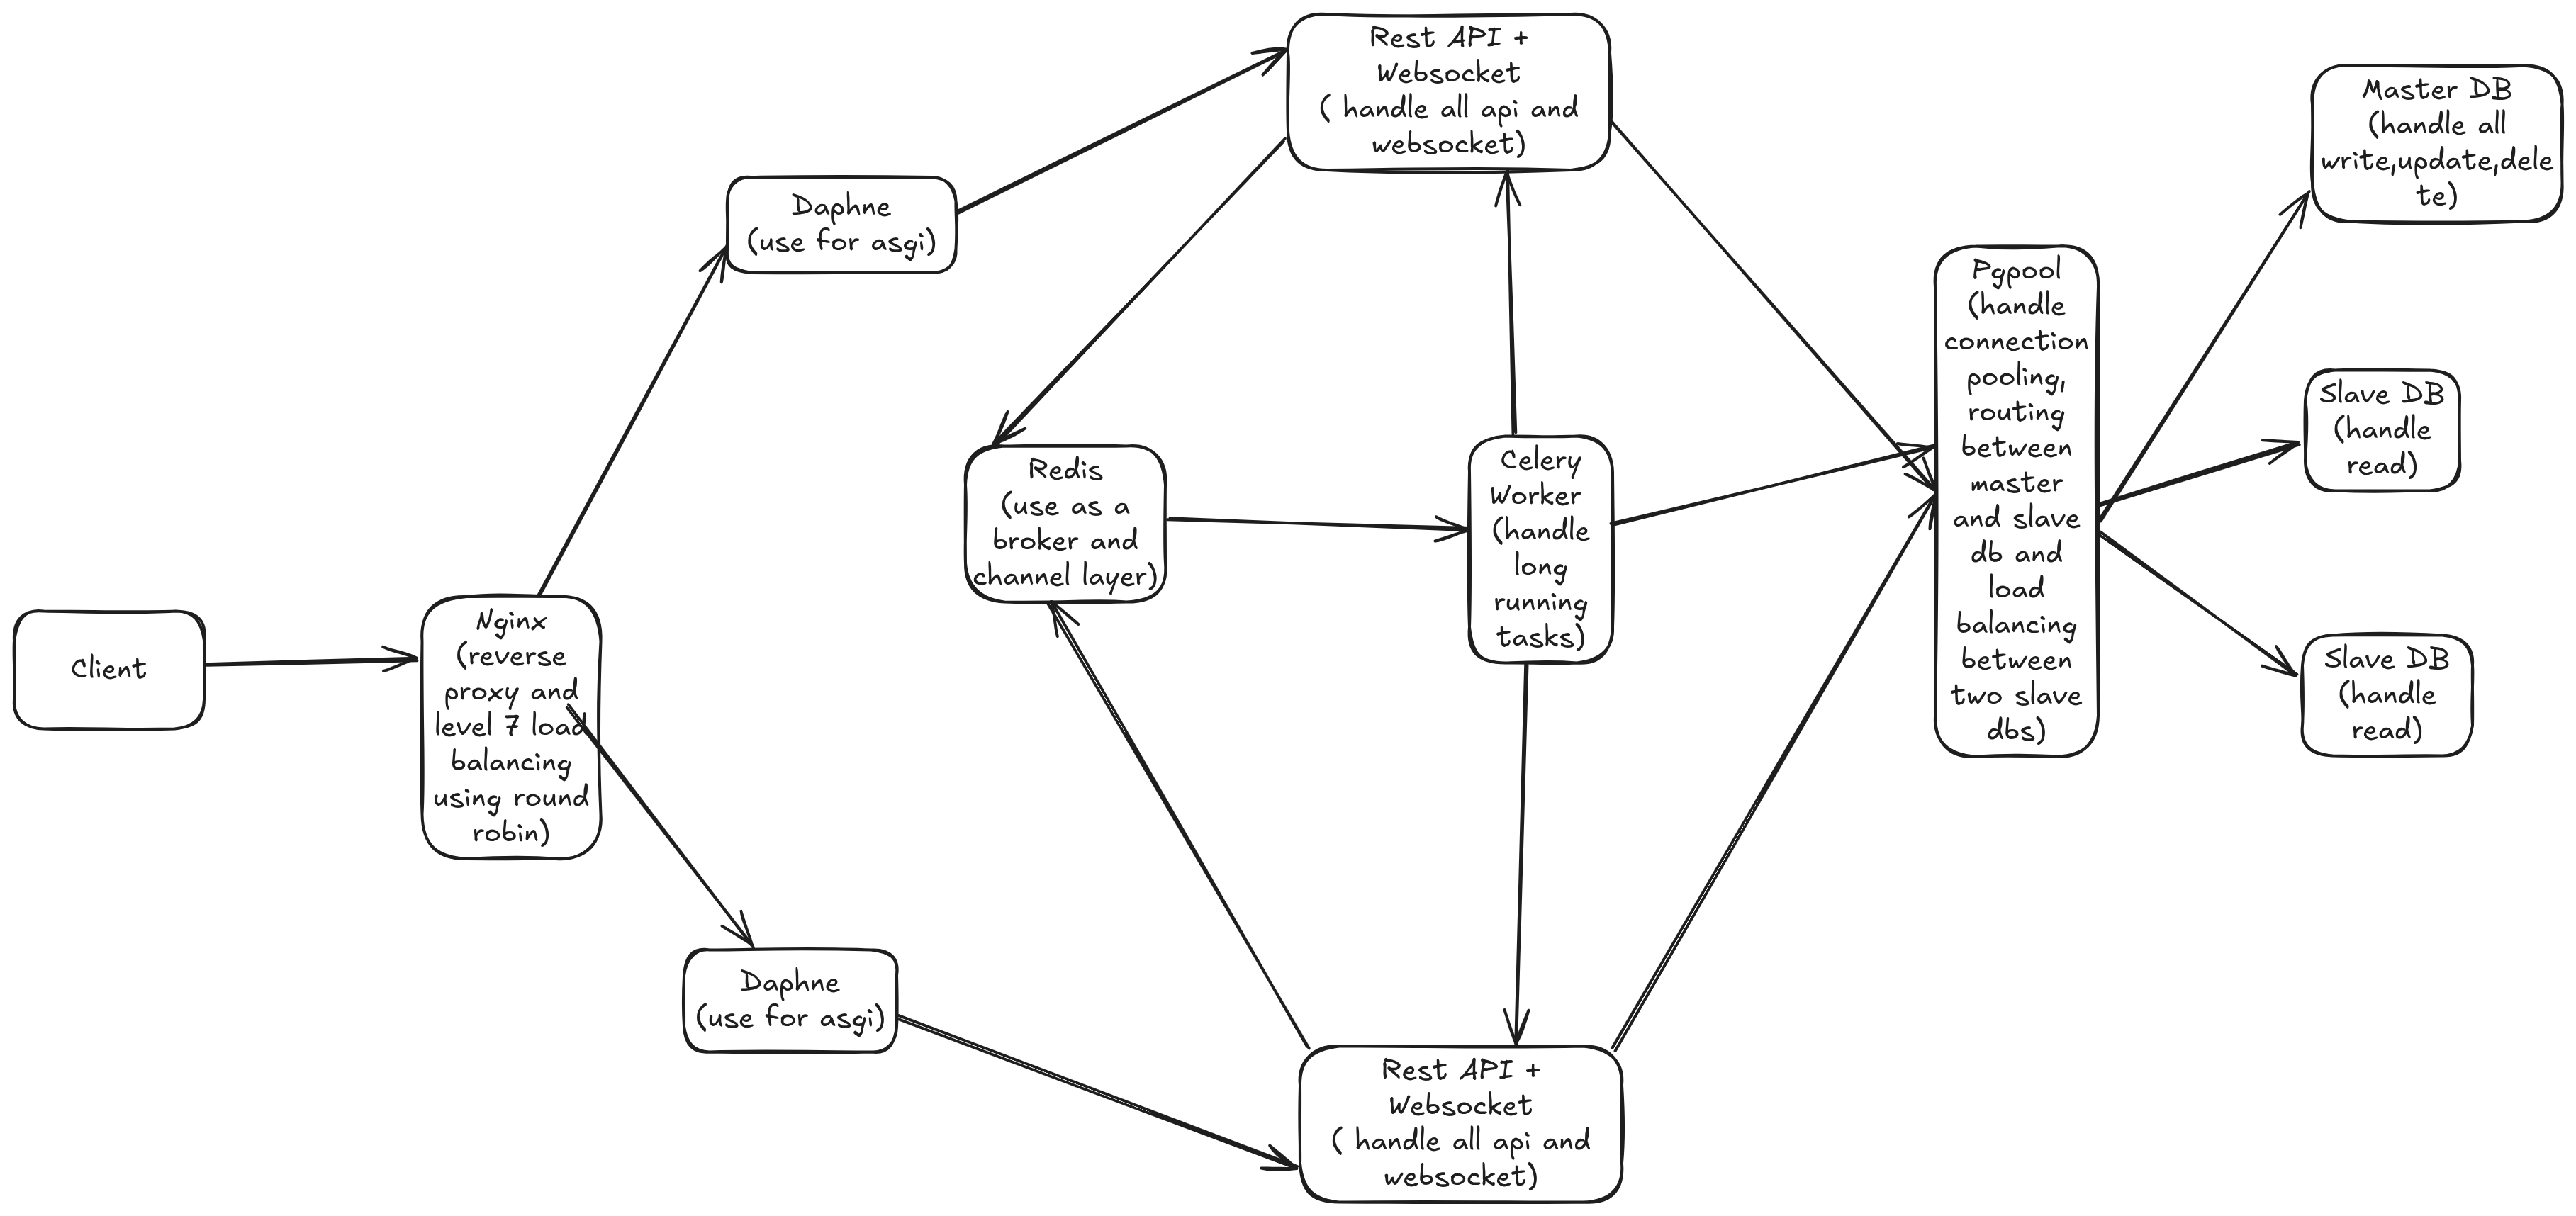 Rest API +
Websocket
( handle all api and
websocket)
Master DB
(handle all
write,update,dele
te)
Daphne
(use for asgi)
Pgpool
(handle
connection
pooling,
routing
between
master
and slave
db and
load
balancing
between
two slave
dbs)
Slave DB
(handle
read)
Redis
(use as a
broker and
channel layer)
Celery
Worker
(handle
long
running
tasks)
Client
Nginx
(reverse
proxy and
level 7 load
balancing
using round
robin)
Slave DB
(handle
read)
Daphne
(use for asgi)
Rest API +
Websocket
( handle all api and
websocket)